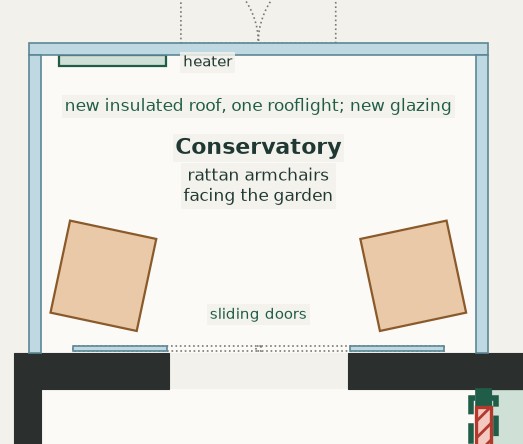 heater
new insulated roof, one rooflight; new glazing
Conservatory
rattan armchairs
facing the garden
sliding doors